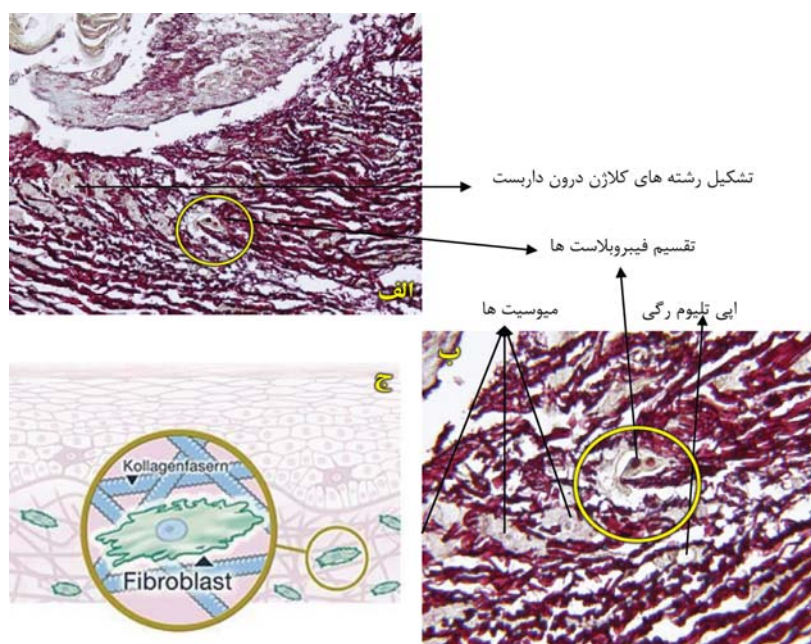 تشکیل رشته های کلاژن درون داربست
تقسیم فیبروبلاست ها
الف
میوسیت ها
اپی تلیوم رگی
ب
ج
Kollagenfasern
Fibroblast